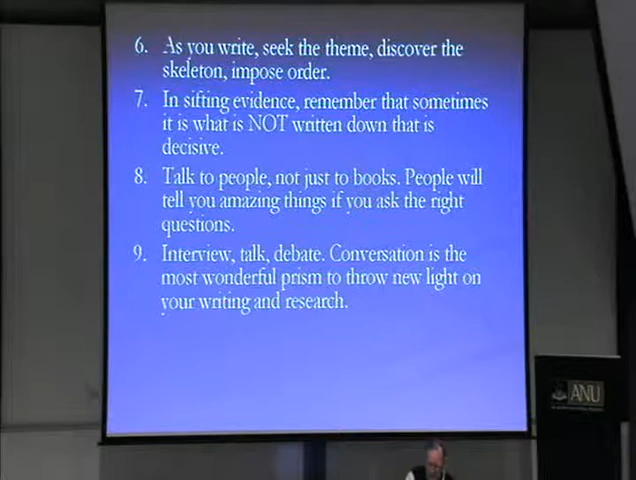 6. As you write, seek the theme, discover the
skeleton, impose order.
7. In sifting evidence, remember that sometimes
it is what is NOT written down that is
decisive.
8. Talk to people, not just to books. People will
tell you amazing things if you ask the right
questions.
9. Interview, talk, debate. Conversation is the
most wonderful prism to throw new light on
your writing and research.
ANU